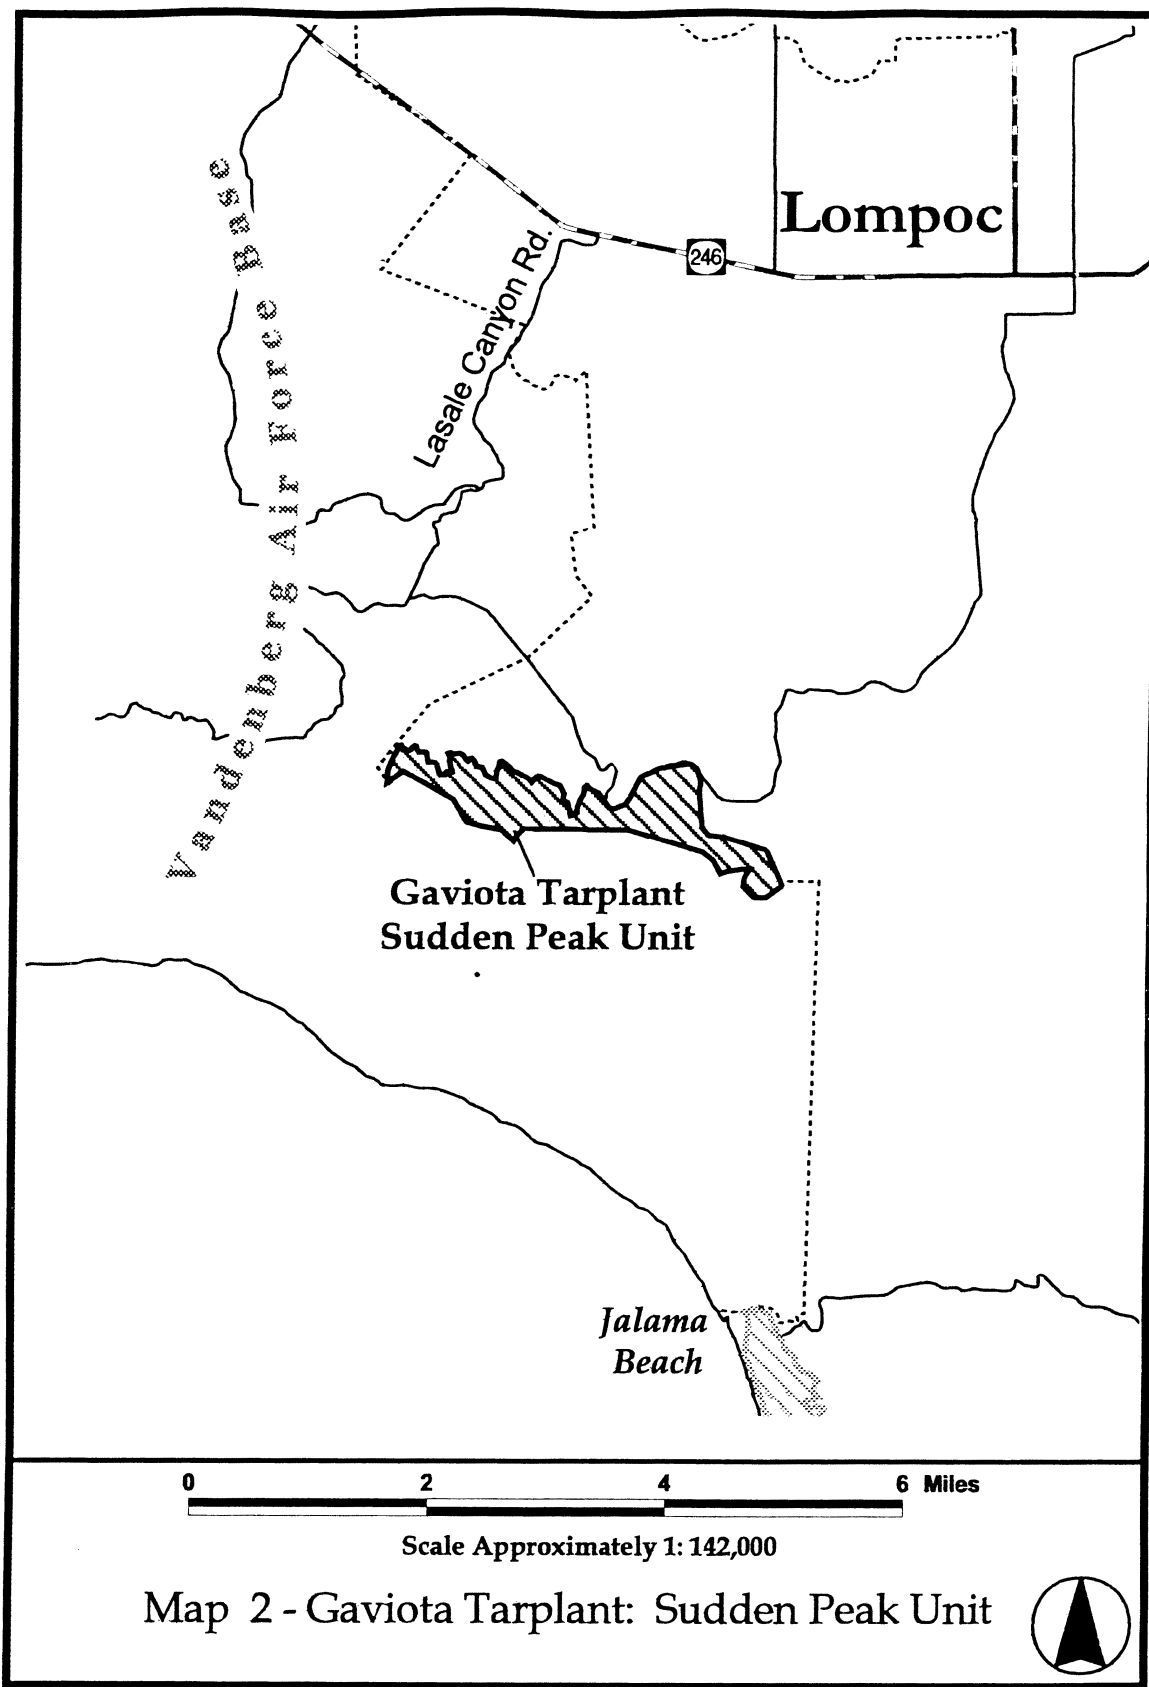 Lompoc
246
Lasale Canyon Rd.
Vandenberg Air Force Base
Gaviota Tarplant
Sudden Peak Unit
Jalama
Beach
0 2 4 6 Miles
Scale Approximately 1: 142,000
Map 2 - Gaviota Tarplant: Sudden Peak Unit